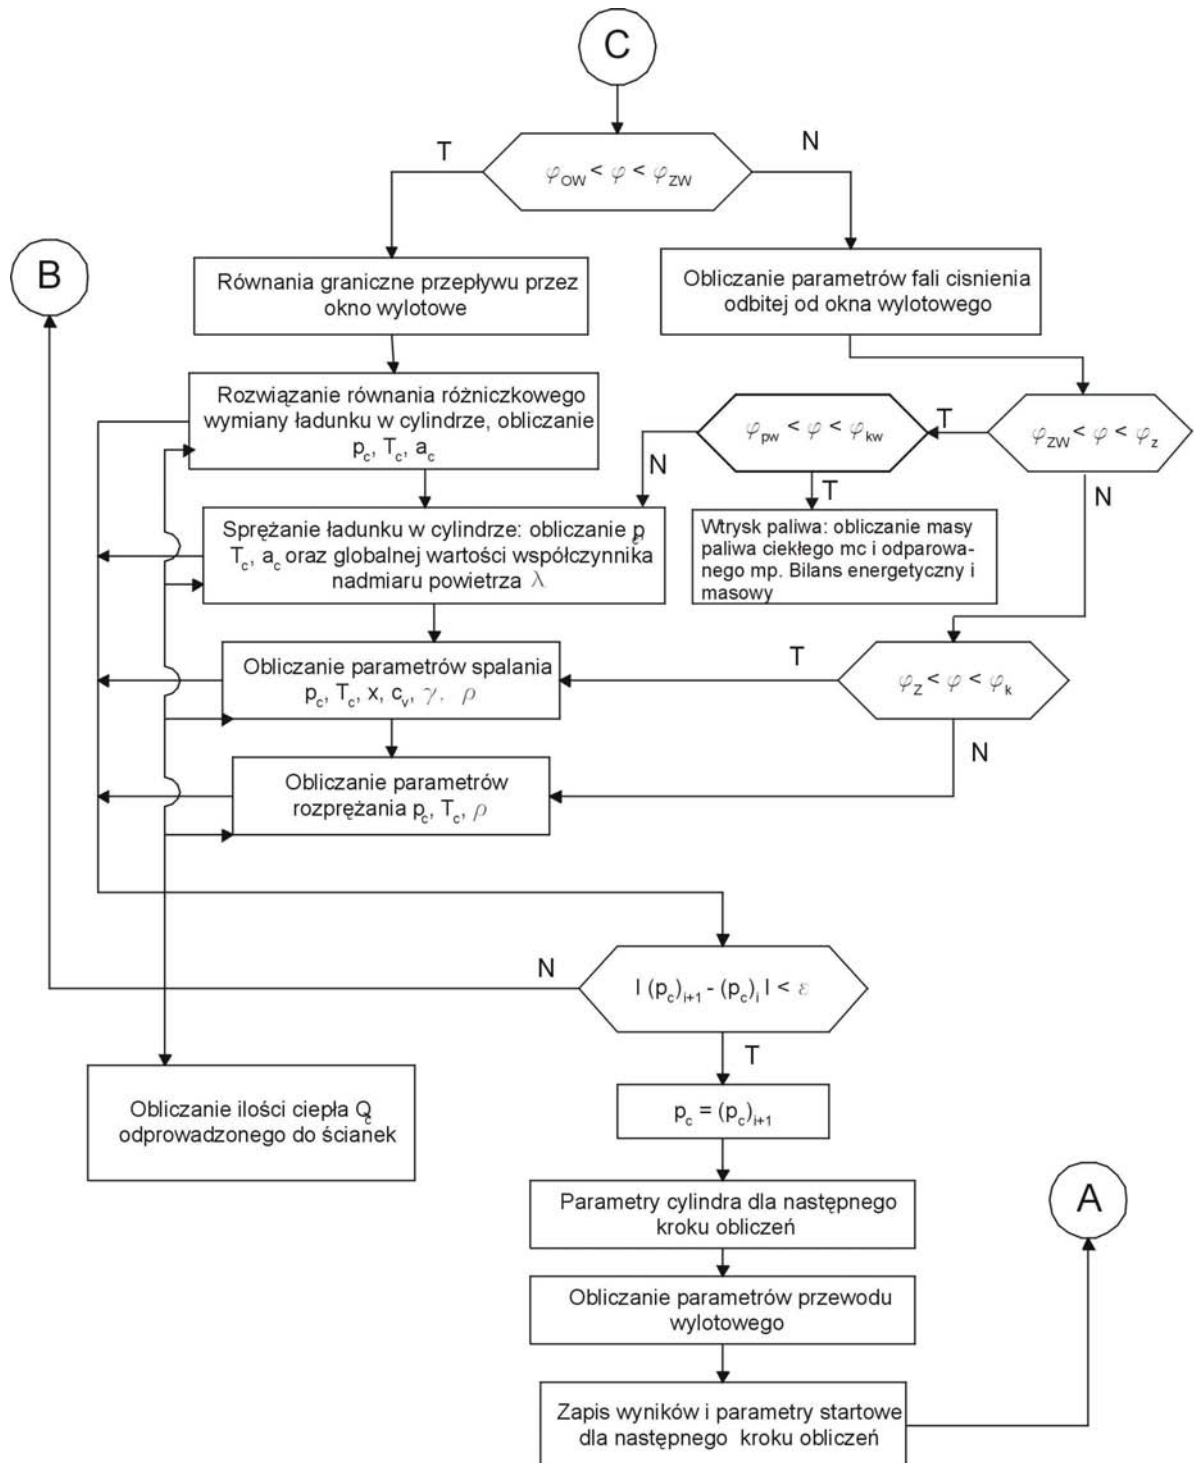 C
T
N
φOW < φ < φZW
B
Równania graniczne przepływu przez
okno wylotowe
Obliczanie parametrów fali cisnienia
odbitej od okna wylotowego
Rozwiązanie równania różniczkowego
wymiany ładunku w cylindrze, obliczanie
pc, Tc, ac
φpw < φ < φkw
T
φZW < φ < φz
N
T
N
Sprężanie ładunku w cylindrze: obliczanie pc
Tc, ac oraz globalnej wartości współczynnika
nadmiaru powietrza λ
Wtrysk paliwa: obliczanie masy
paliwa ciekłego mc i odparowa-
nego mp. Bilans energetyczny i
masowy
Obliczanie parametrów spalania
pc, Tc, x, cv, γ, ρ
T
φZ < φ < φk
N
Obliczanie parametrów
rozprężania pc, Tc, ρ
N
I (pc)i+1 - (pc)i I < ε
T
Obliczanie ilości ciepła Qc
odprowadzonego do ścianek
pc = (pc)i+1
Parametry cylindra dla następnego
kroku obliczeń
A
Obliczanie parametrów przewodu
wylotowego
Zapis wyników i parametry startowe
dla następnego kroku obliczeń